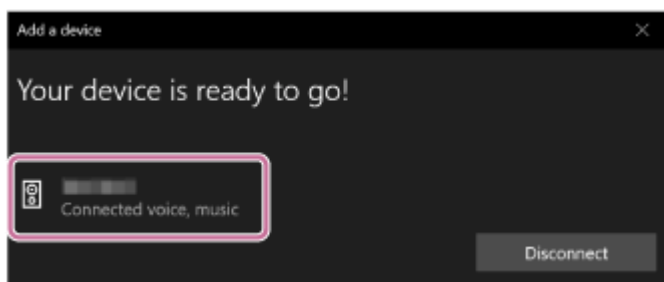 Add a device
Your device is ready to go!
Connected voice, music
Disconnect